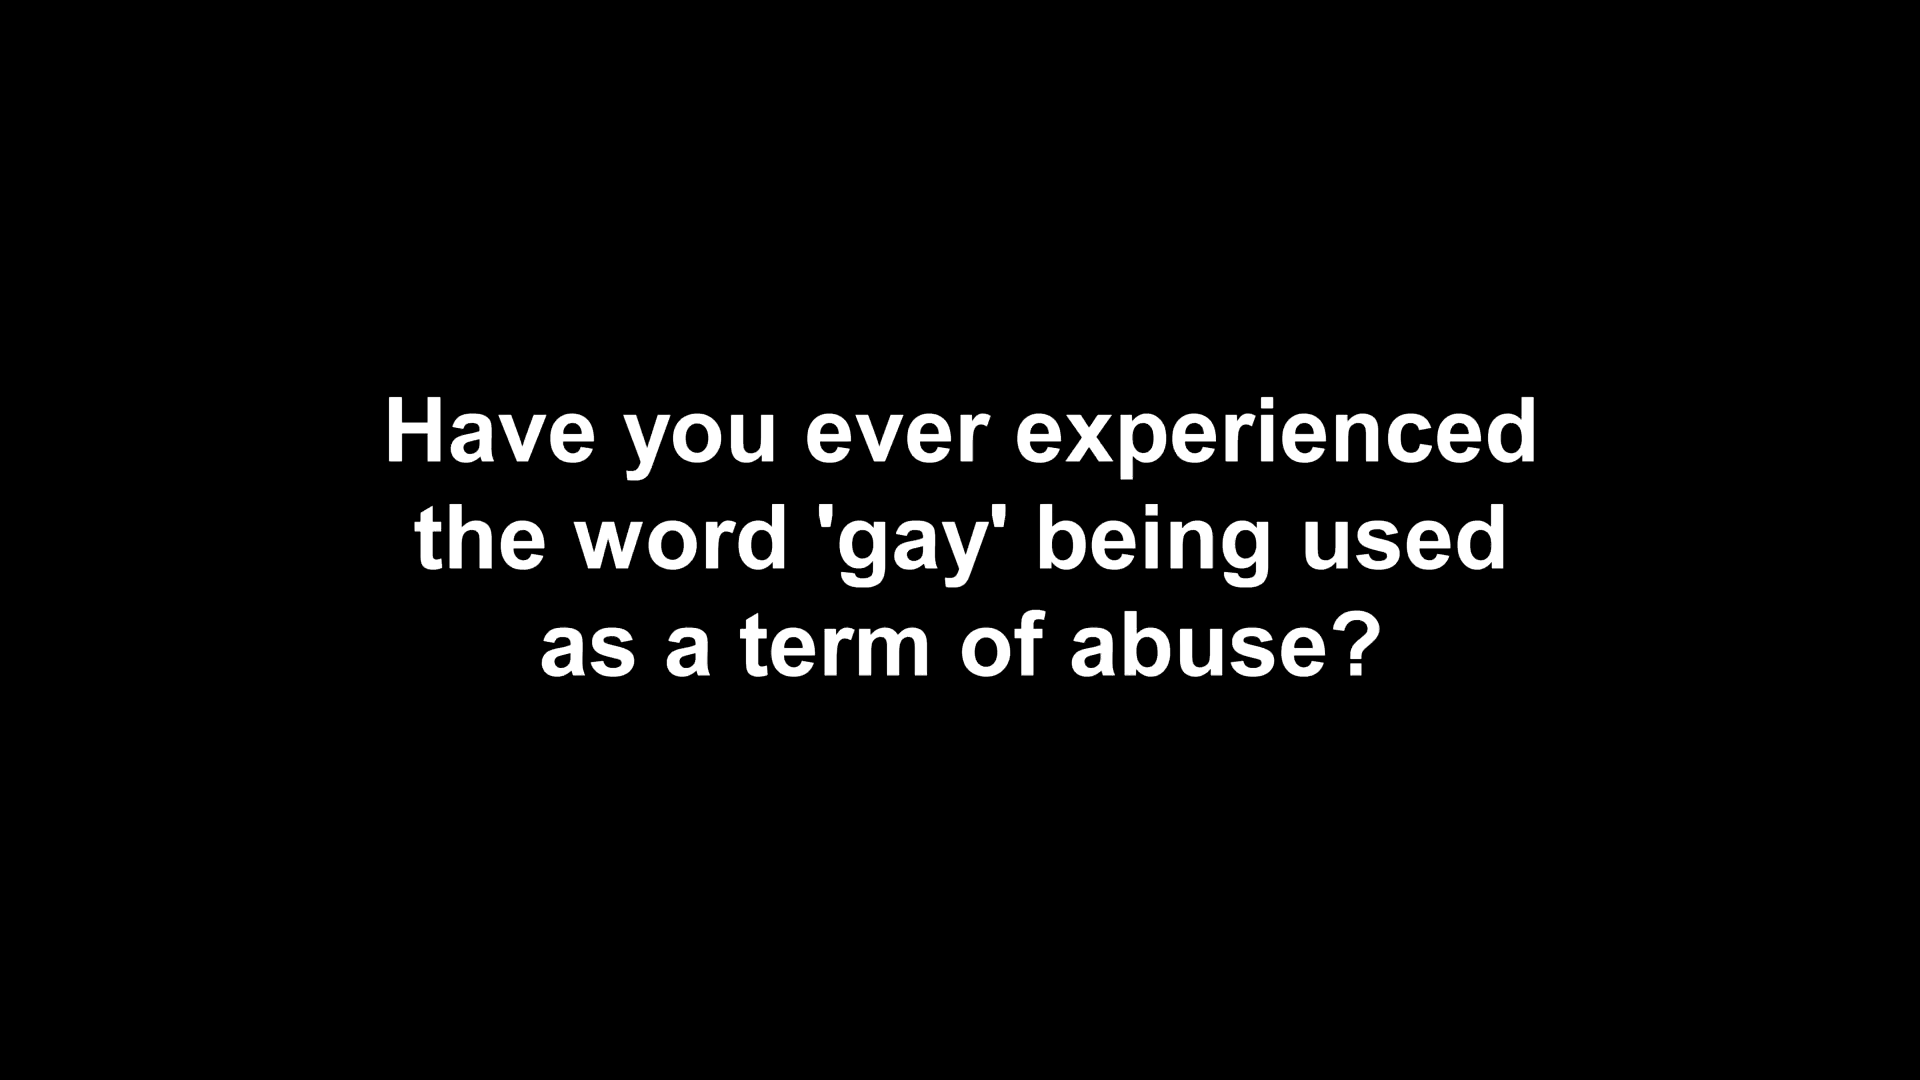 Have you ever experienced
the word 'gay' being used
as a term of abuse?